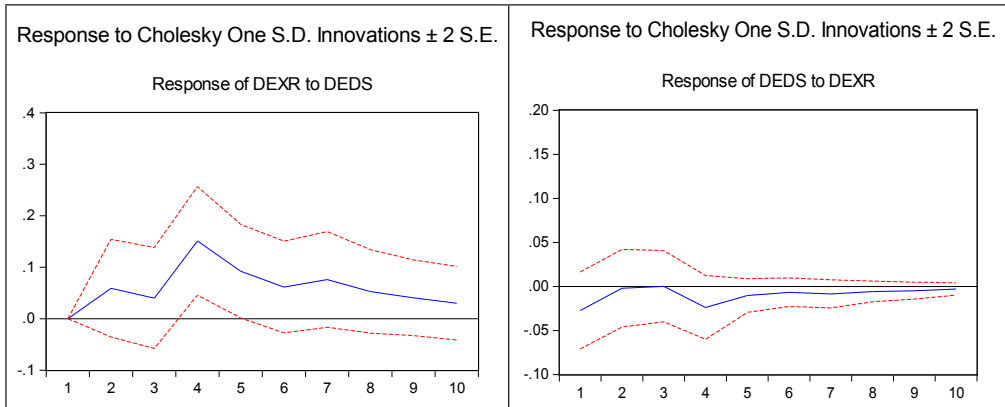 Response to Cholesky One S.D. Innovations ± 2 S.E.
Response of DEXR to DEDS
.4
.3
.2
.1
.0
-.1
1 2 3 4 5 6 7 8 9 10
Response to Cholesky One S.D. Innovations ± 2 S.E.
Response of DEDS to DEXR
.20
.15
.10
.05
.00
-.05
-.10
1 2 3 4 5 6 7 8 9 10